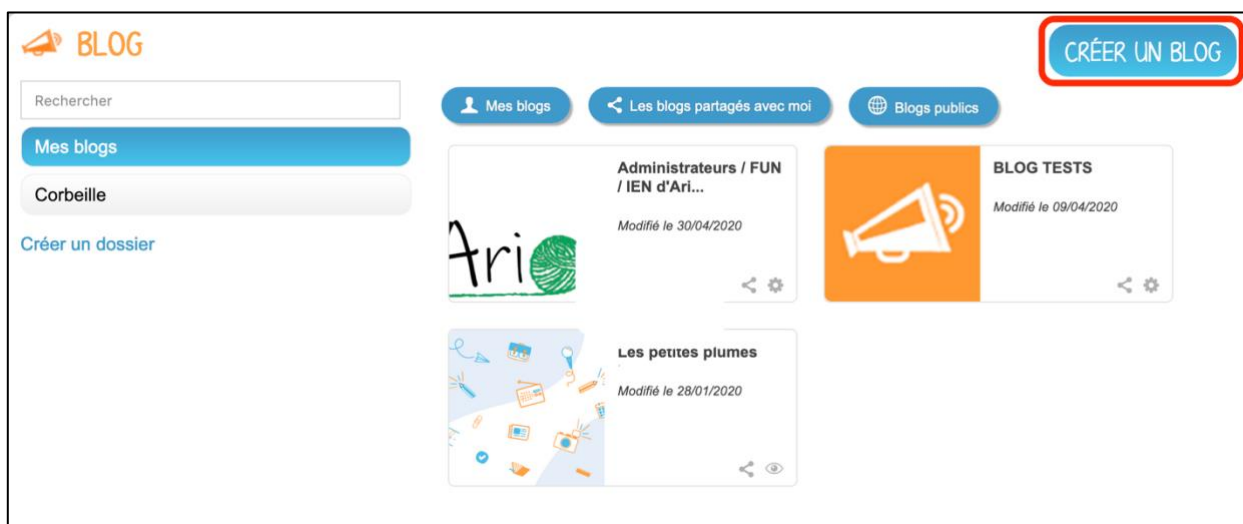 BLOG
CRÉER UN BLOG
Rechercher
Mes blogs
Les blogs partagés avec moi
Blogs publics
Mes blogs
Corbeille
Créer un dossier
Administrateurs / FUN
/ IEN d'Ari...
Modifié le 30/04/2020
Ari
BLOG TESTS
Modifié le 09/04/2020
Les petites plumes
Modifié le 28/01/2020